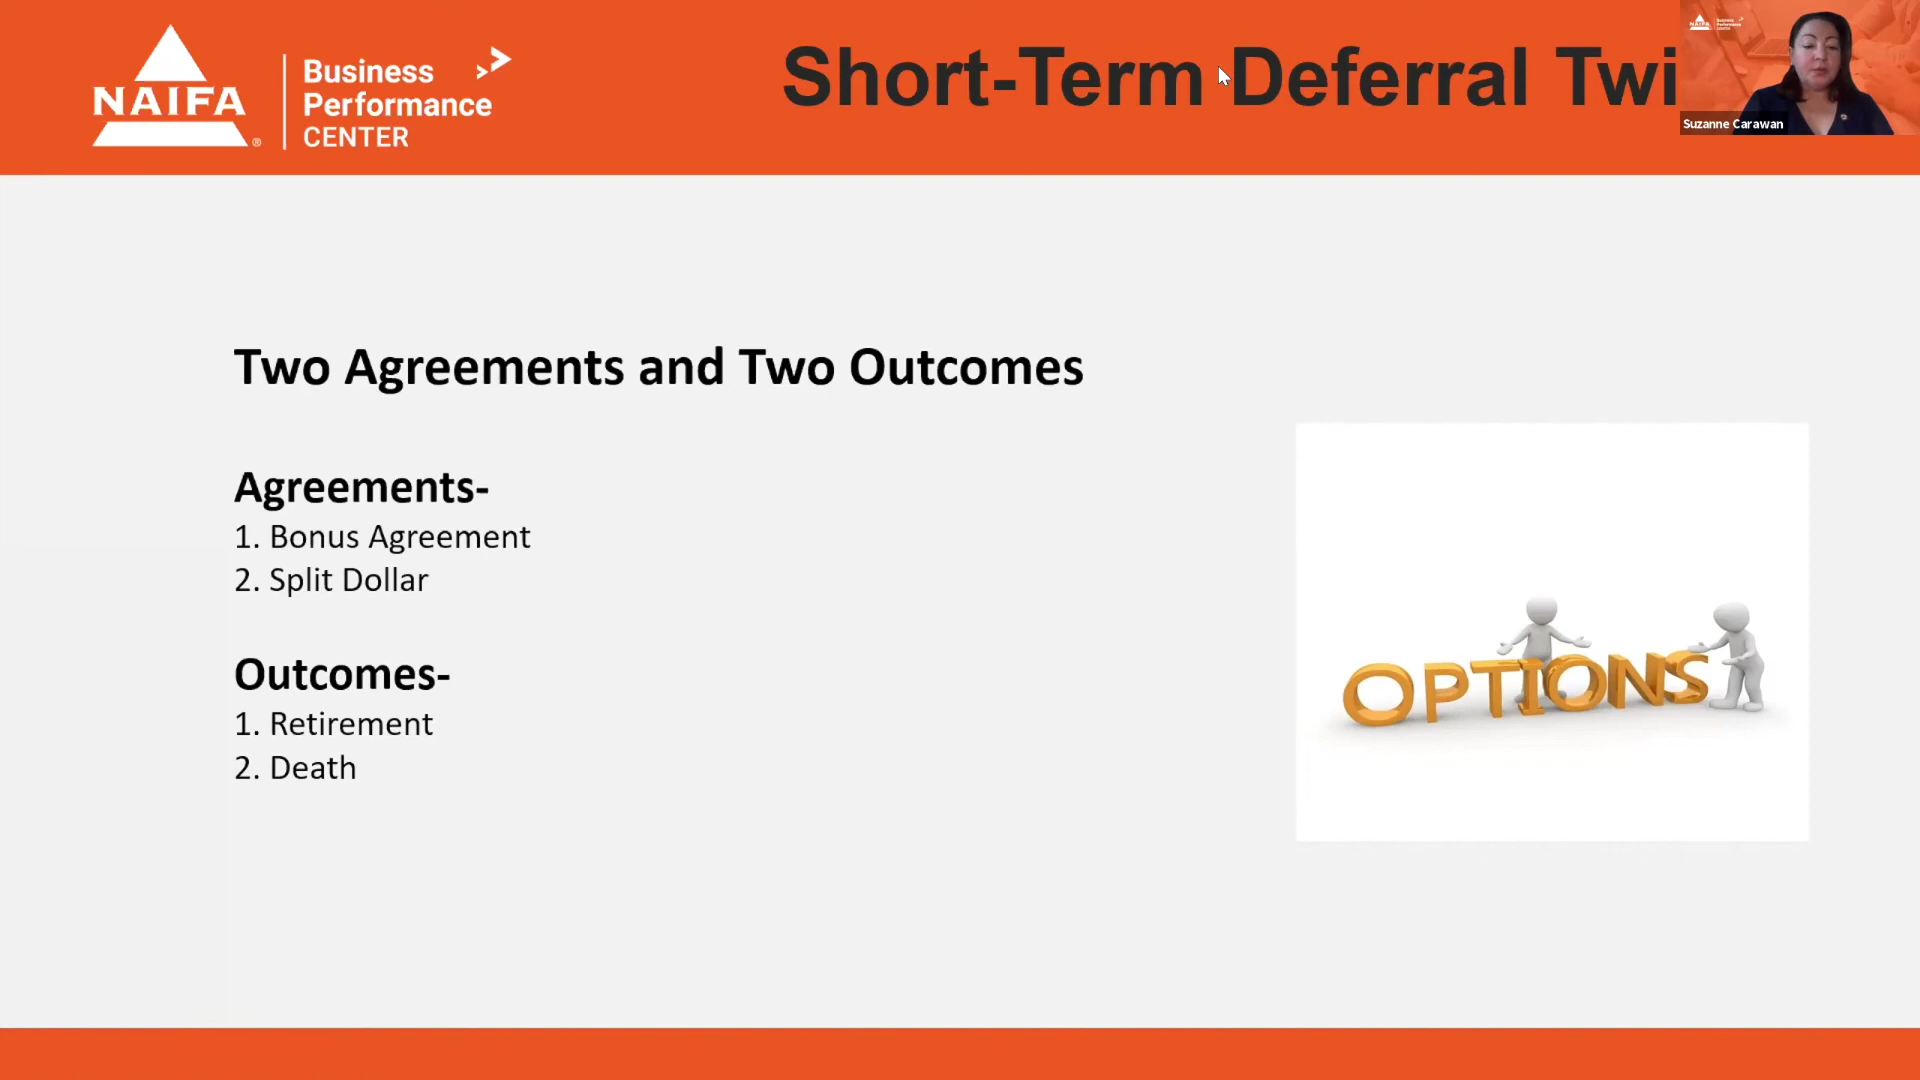 NAIFA®
Business
Performance
CENTER
Short-Term Deferral Twi
NAIFA
Suzanne Carawan
Two Agreements and Two Outcomes
Agreements-
1. Bonus Agreement
2. Split Dollar
Outcomes-
1. Retirement
2. Death
OPTIONS